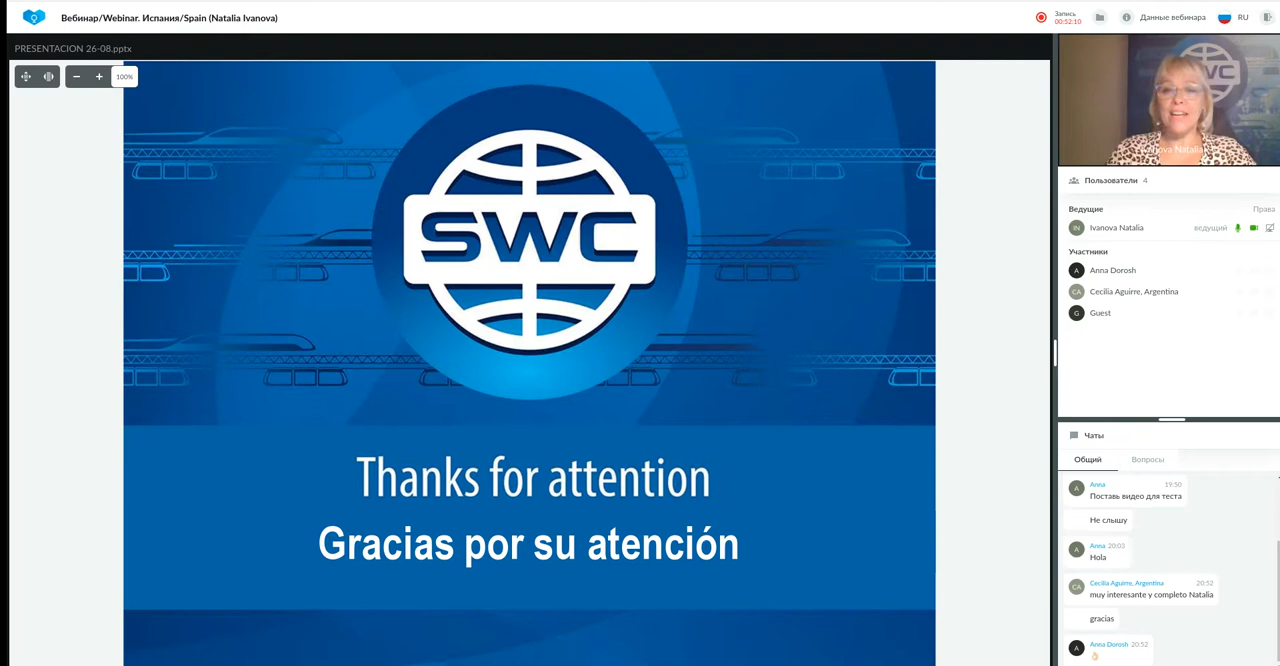 Вебинар/Webinar. Испания/Spain (Natalia Ivanova)
Запись
00:52:10
Данные вебинара
RU
PRESENTACION 26-08.pptx
100%
SWC
Thanks for attention
Gracias por su atención
WC
Ivanova Natalia
Пользователи 4
Ведущие
Права
IN Ivanova Natalia ведущий
Участники
A Anna Dorosh
CA Cecilia Aguirre, Argentina
G Guest
Чаты
Общий Вопросы
A Anna 19:50
Поставь видео для теста
Не слышу
A Anna 20:03
Hola
CA Cecilia Aguirre, Argentina 20:52
muy interesante y completo Natalia
gracias
A Anna Dorosh 20:52
👌🏻